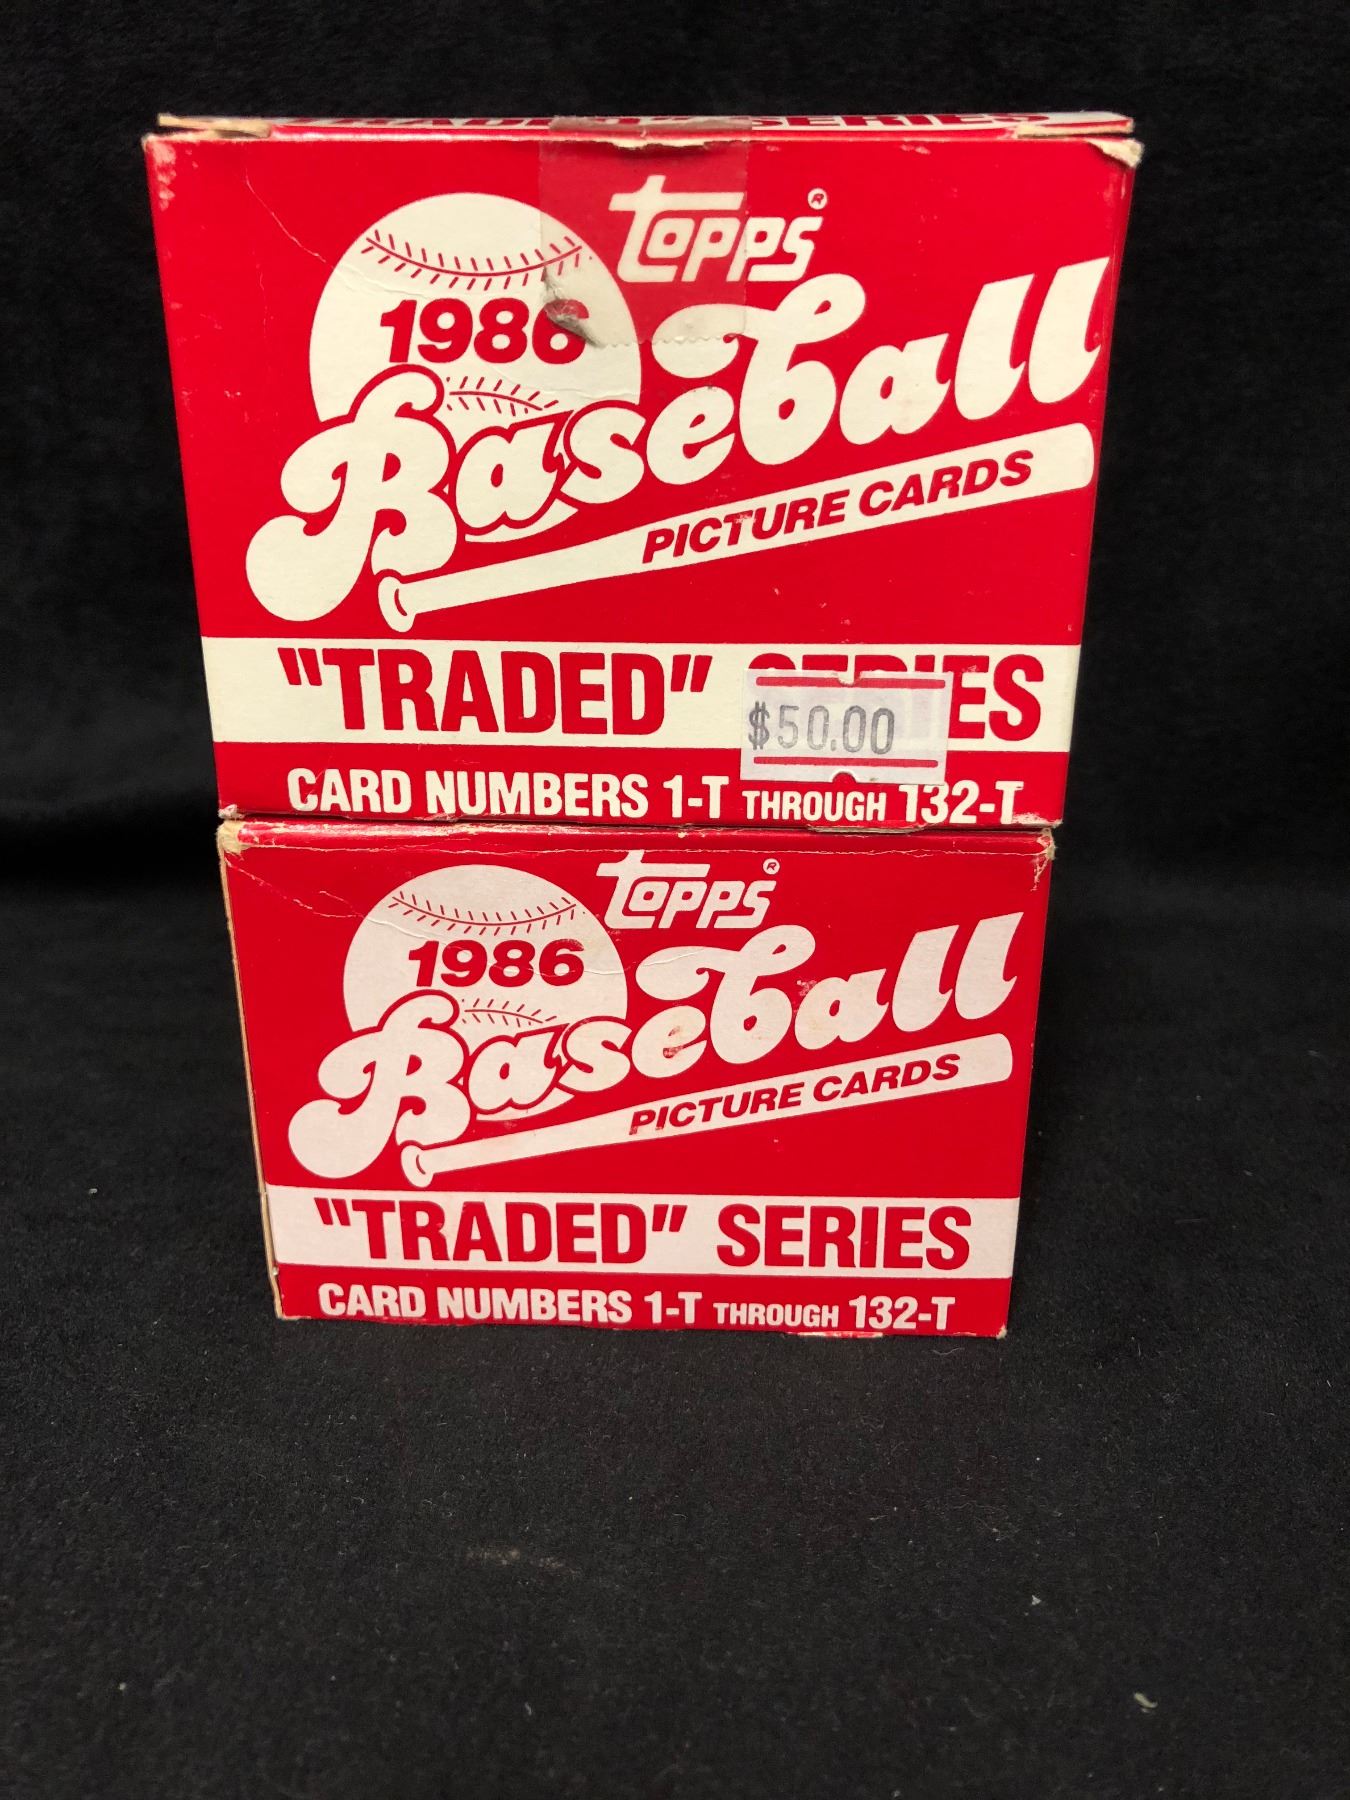 "TRADED" SERIES
topps®
1986
Baseball
PICTURE CARDS
"TRADED" SERIES
$50.00
CARD NUMBERS 1-T THROUGH 132-T
topps®
1986
Baseball
PICTURE CARDS
"TRADED" SERIES
CARD NUMBERS 1-T THROUGH 132-T